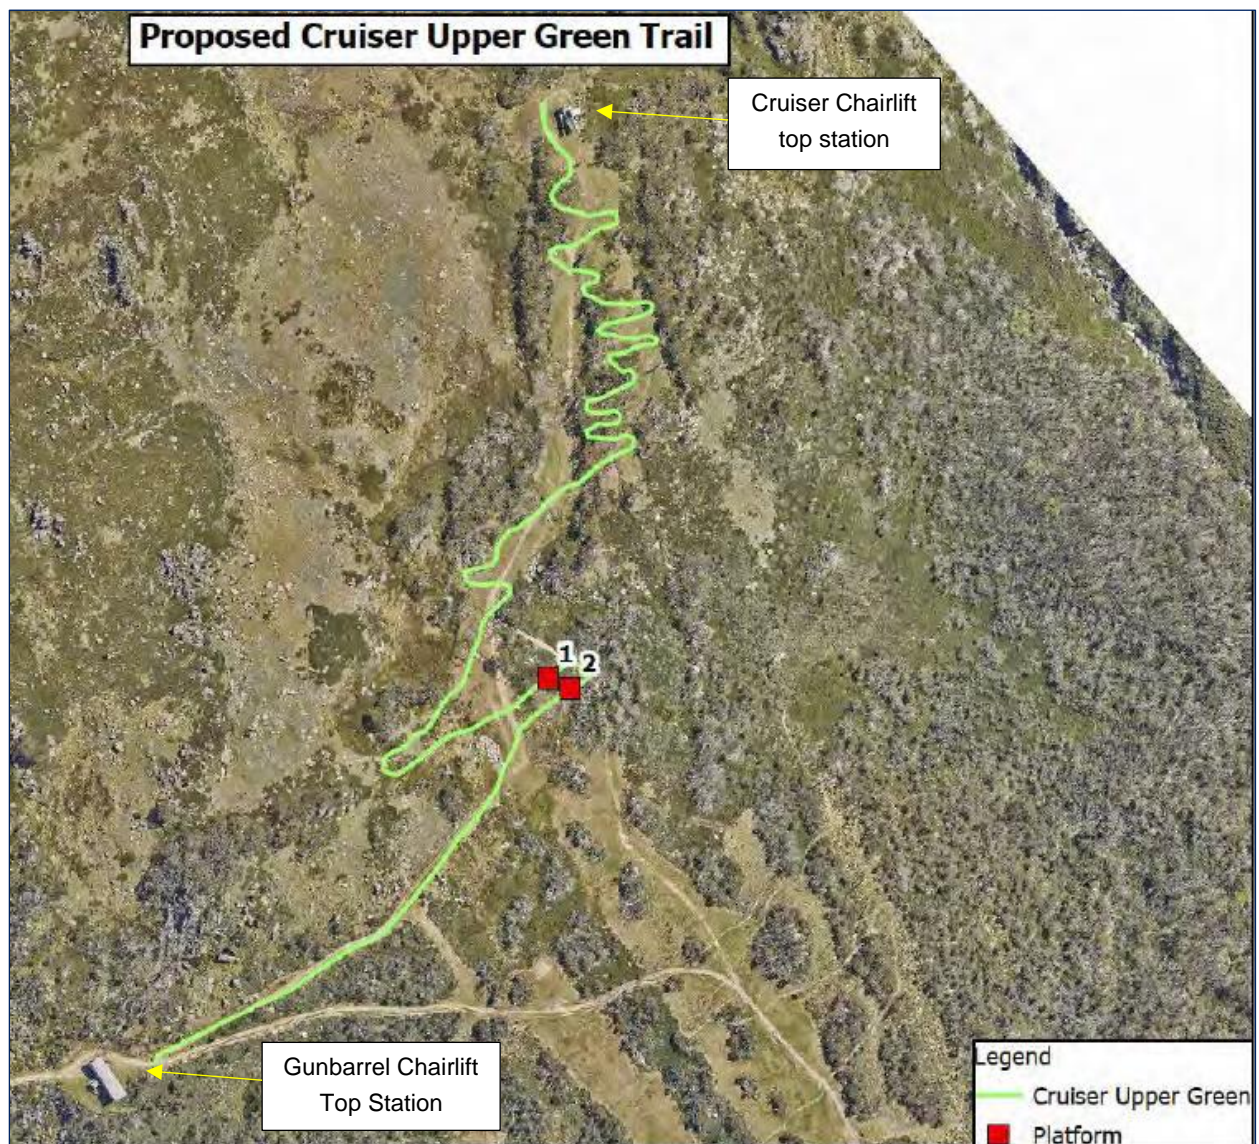 Proposed Cruiser Upper Green Trail
Cruiser Chairlift
top station
1
2
Gunbarrel Chairlift
Top Station
Legend
Cruiser Upper Green
Platform